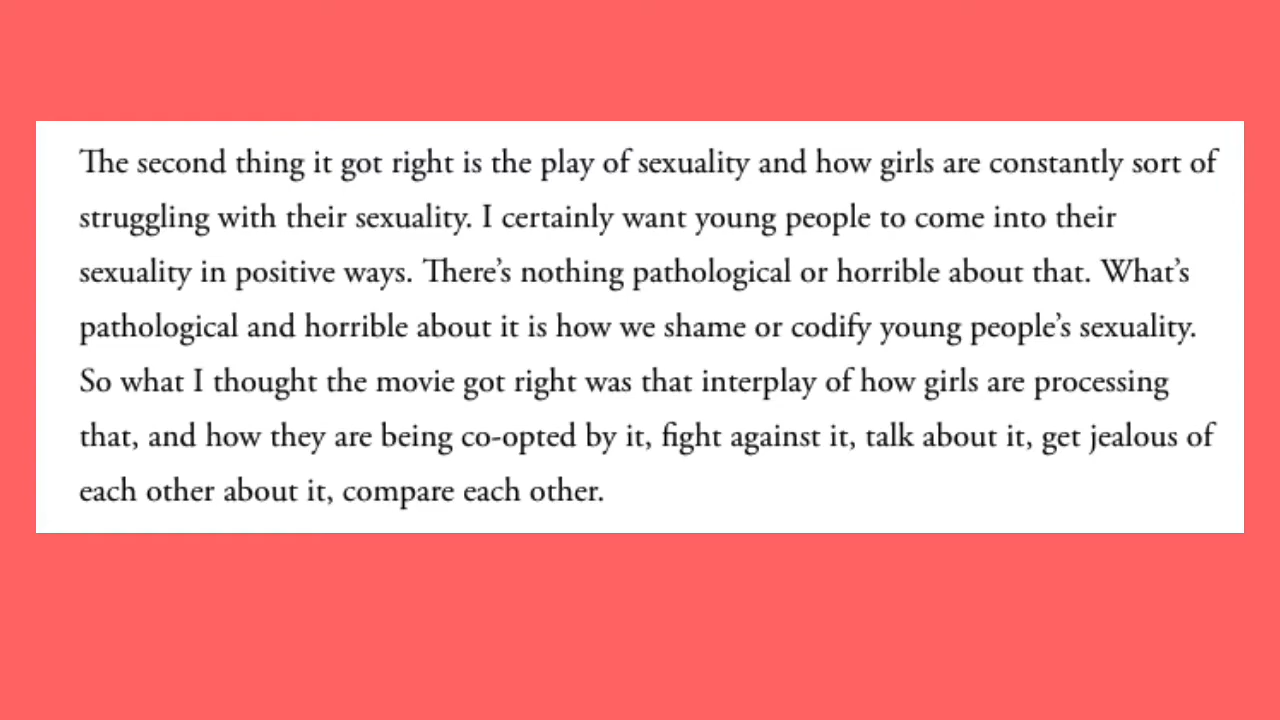 The second thing it got right is the play of sexuality and how girls are constantly sort of
struggling with their sexuality. I certainly want young people to come into their
sexuality in positive ways. There’s nothing pathological or horrible about that. What’s
pathological and horrible about it is how we shame or codify young people’s sexuality.
So what I thought the movie got right was that interplay of how girls are processing
that, and how they are being co-opted by it, fight against it, talk about it, get jealous of
each other about it, compare each other.